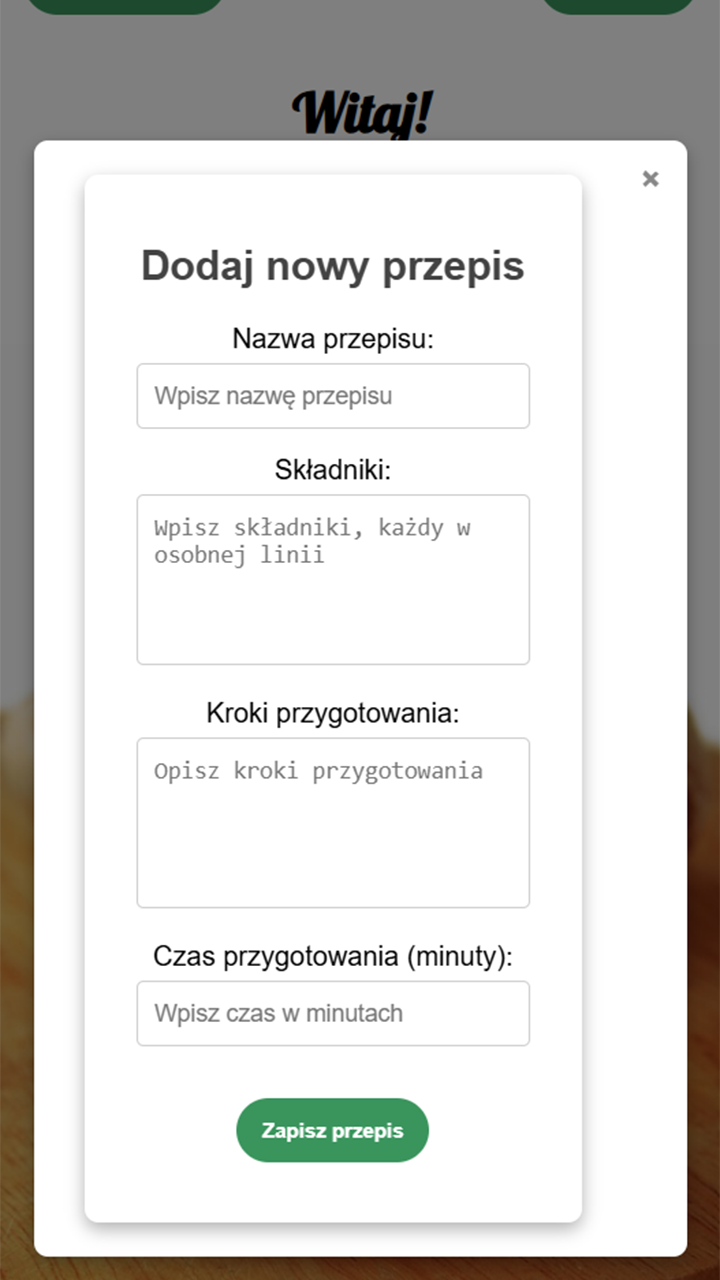 Witaj!
×
Dodaj nowy przepis
Nazwa przepisu:
Wpisz nazwę przepisu
Składniki:
Wpisz składniki, każdy w
osobnej linii
Kroki przygotowania:
Opisz kroki przygotowania
Czas przygotowania (minuty):
Wpisz czas w minutach
Zapisz przepis